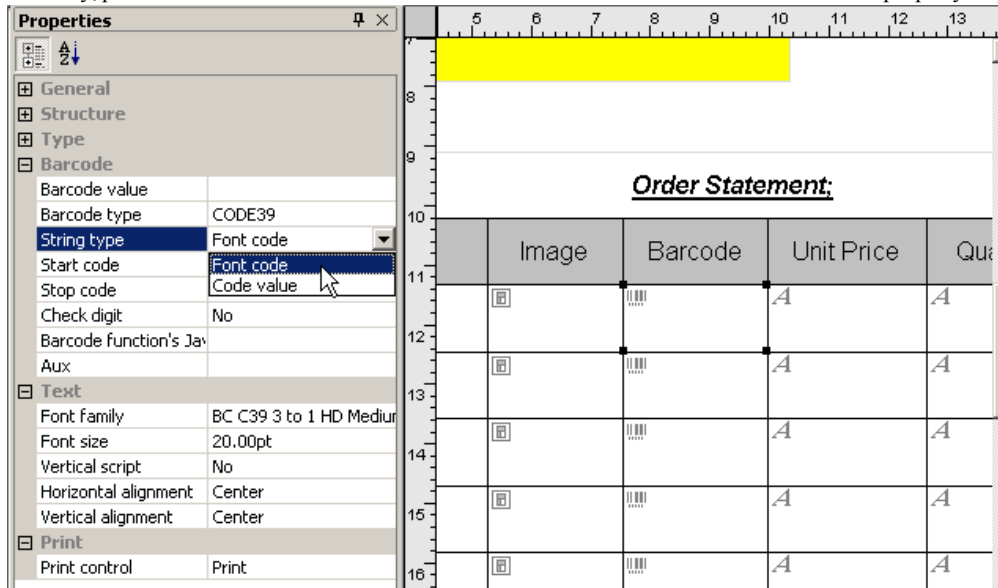 Properties
General
Structure
Type
Barcode
Barcode value
Barcode type CODE39
String type Font code
Start code Font code
Stop code Code value
Check digit No
Barcode function's Jav
Aux
Text
Font family BC C39 3 to 1 HD Mediur
Font size 20.00pt
Vertical script No
Horizontal alignment Center
Vertical alignment Center
Print
Print control Print
5 6 7 8 9 10 11 12 13
7
8
9
Order Statement;
10
Image Barcode Unit Price Qua
11
A A
12
A A
13
A A
14
A A
15
A A
16